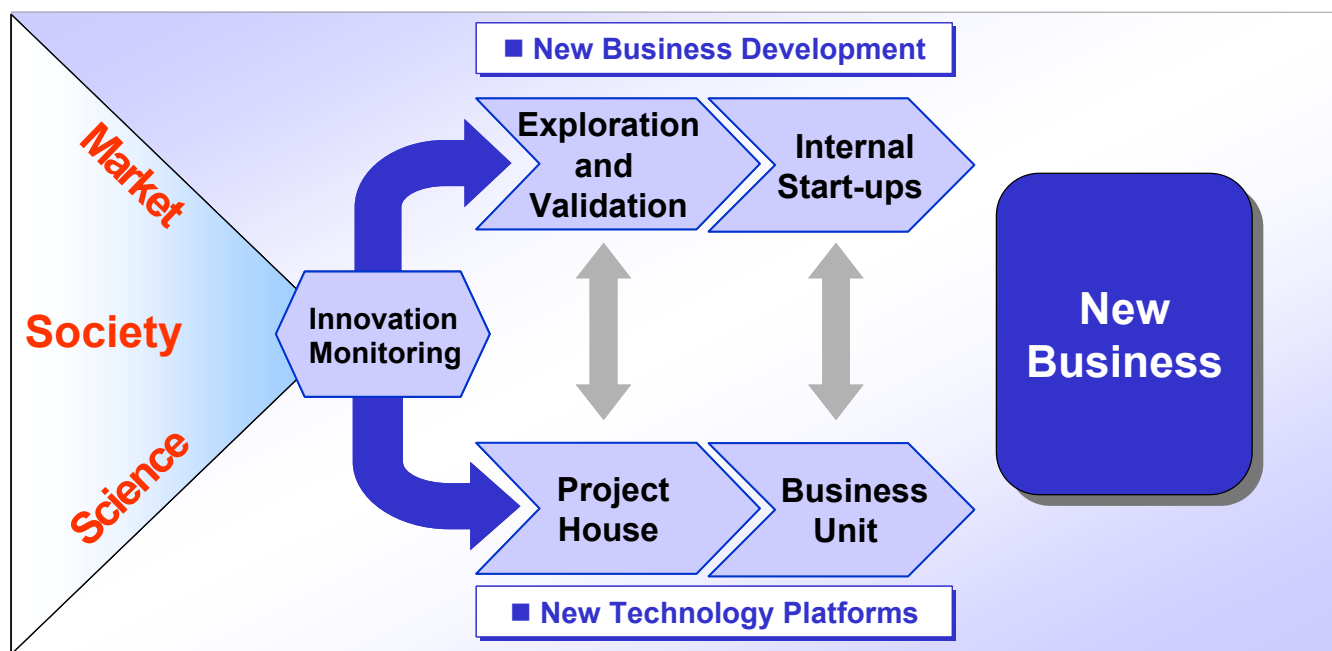 ■ New Business Development
Market
Society
Science
Innovation
Monitoring
Exploration
and
Validation
Internal
Start-ups
Project
House
Business
Unit
■ New Technology Platforms
New
Business